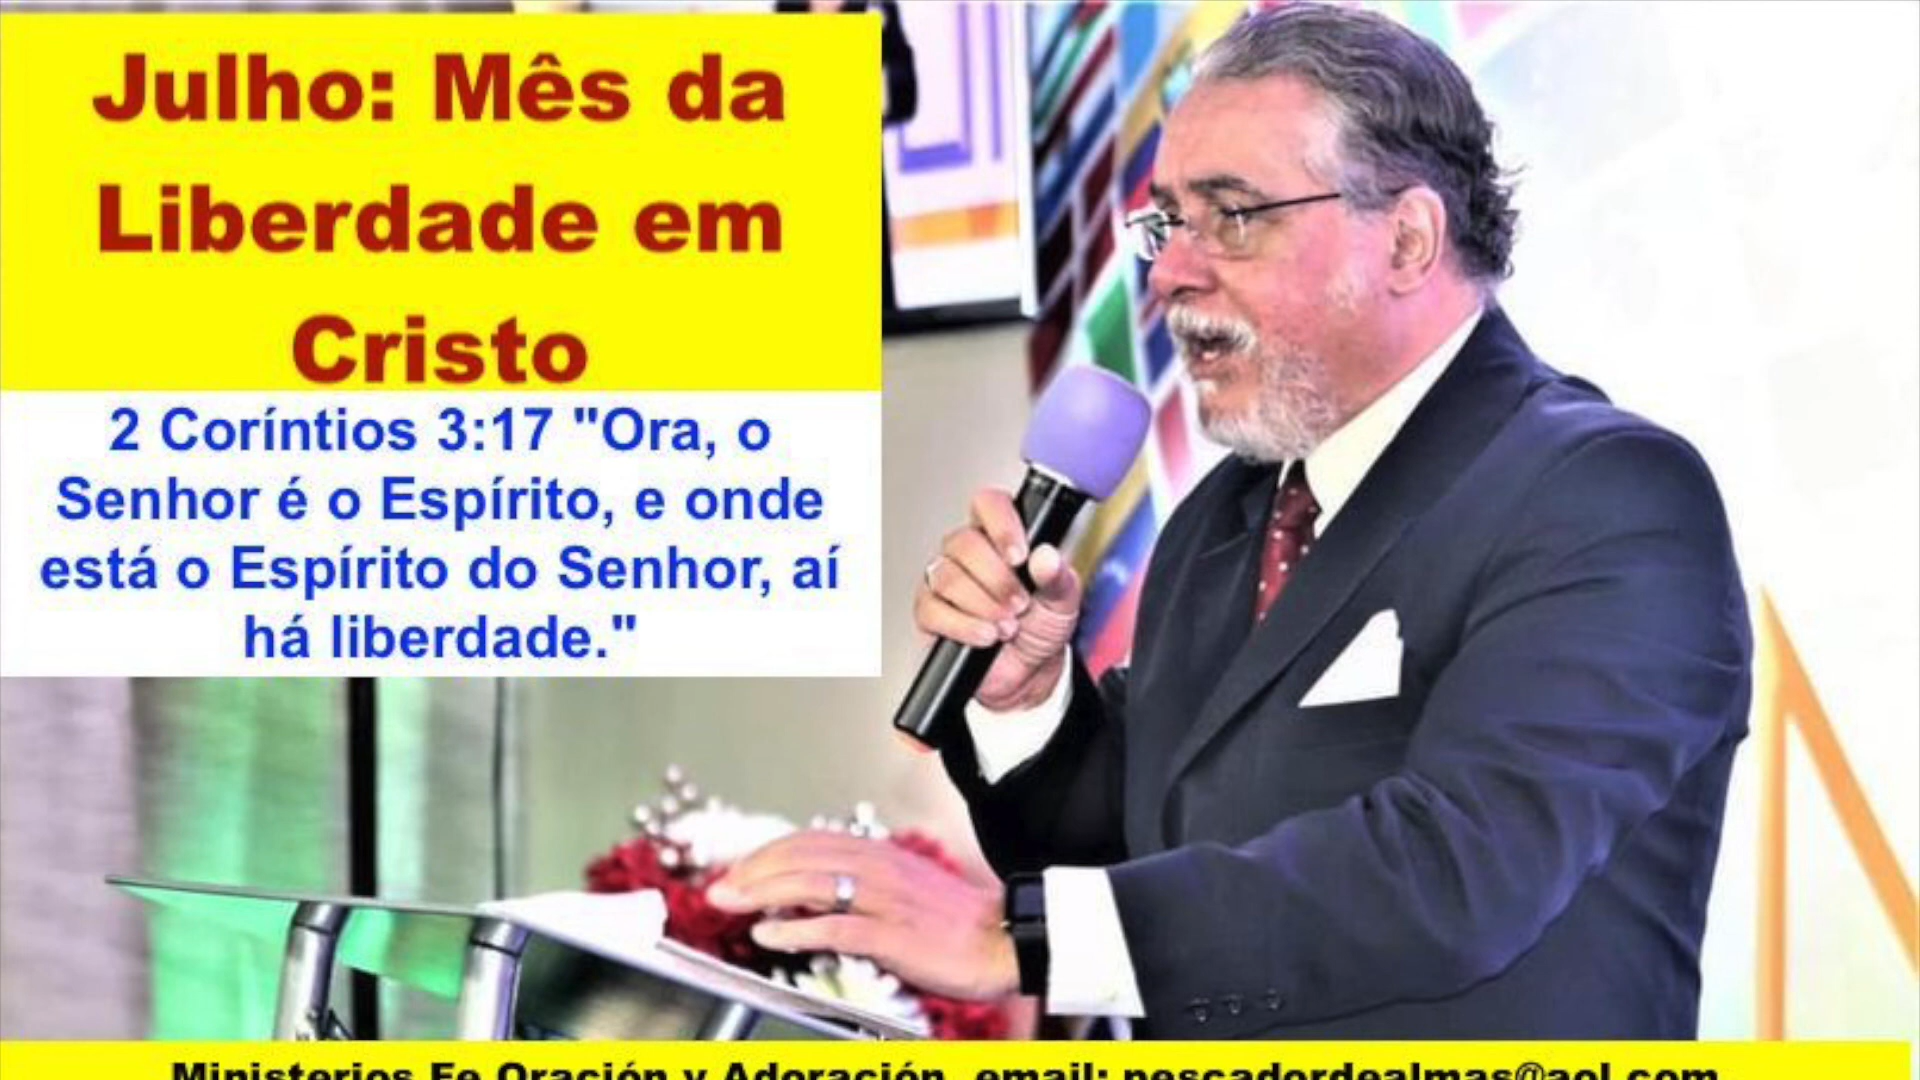 Julho: Mês da
Liberdade em
Cristo
2 Coríntios 3:17 "Ora, o
Senhor é o Espírito, e onde
está o Espírito do Senhor, aí
há liberdade."
Ministerios Fe Oración y Adoración, email: pescadordealmas@aol.com